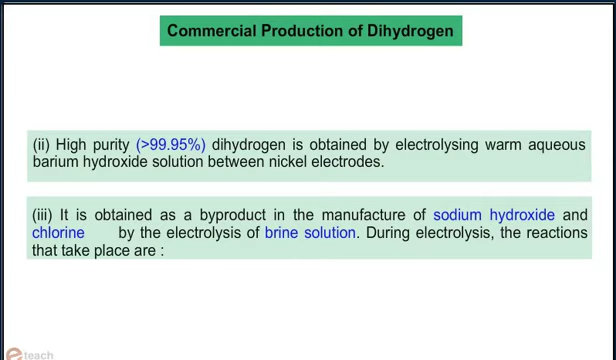 Commercial Production of Dihydrogen
(ii) High purity (>99.95%) dihydrogen is obtained by electrolysing warm aqueous
barium hydroxide solution between nickel electrodes.
(iii) It is obtained as a byproduct in the manufacture of sodium hydroxide and
chlorine by the electrolysis of brine solution. During electrolysis, the reactions
that take place are :
e teach